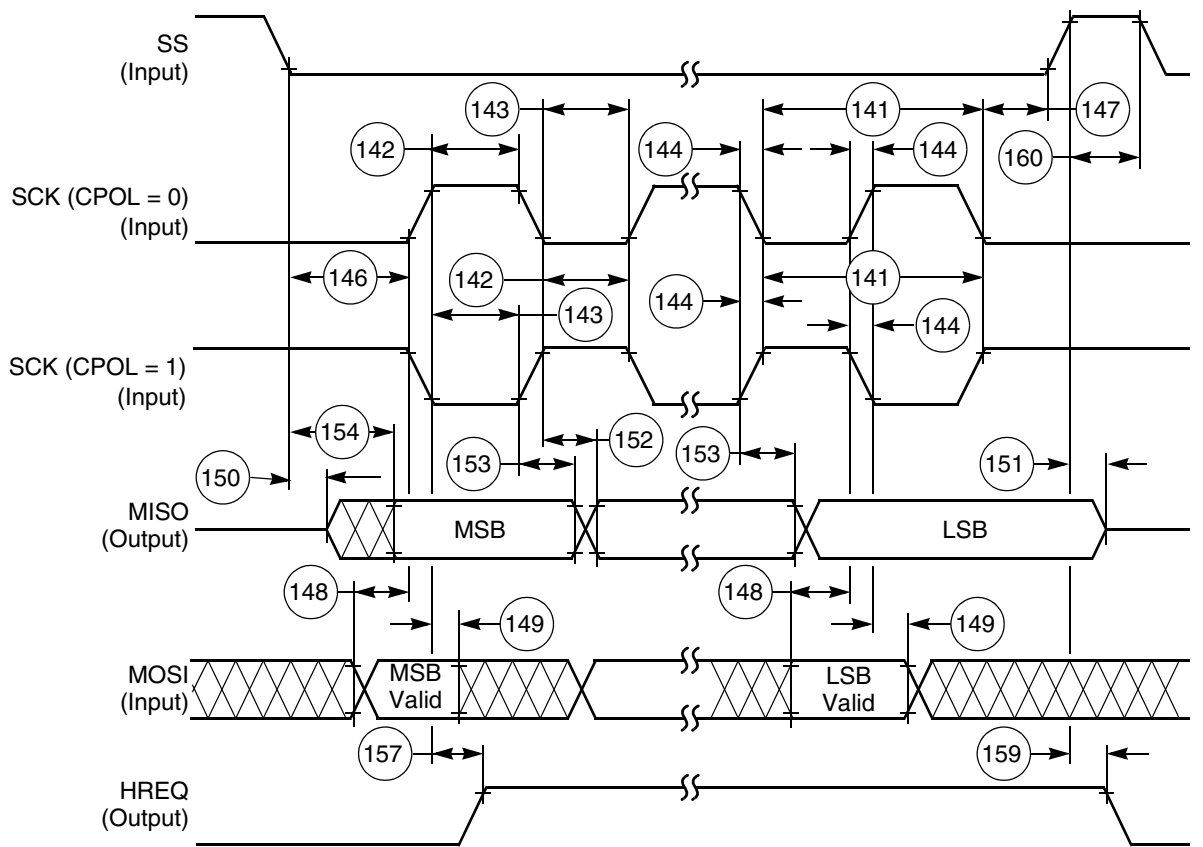 SS
(Input)
143
141
147
142
144
144
160
SCK (CPOL = 0)
(Input)
146
142
141
144
143
144
SCK (CPOL = 1)
(Input)
154
152
153
153
151
150
MISO
(Output)
MSB
LSB
148
148
149
149
MOSI
(Input)
MSB
Valid
LSB
Valid
157
159
HREQ
(Output)